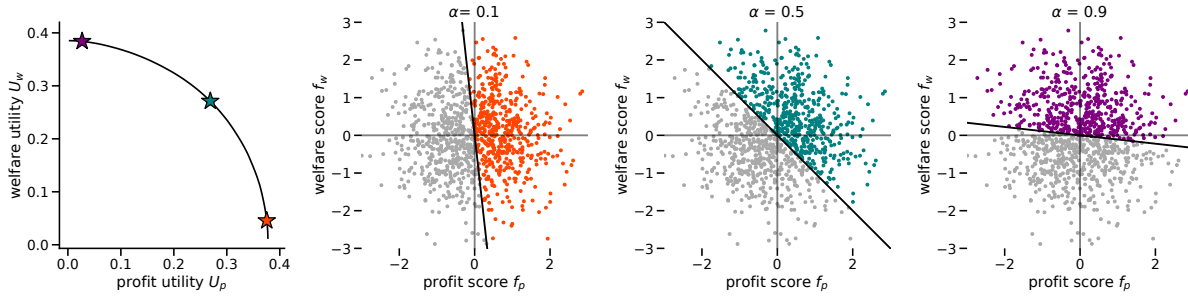 welfare utility U_w
0.4
0.3
0.2
0.1
0.0
0.0 0.1 0.2 0.3 0.4
profit utility U_p
α= 0.1
welfare score f_w
3
2
1
0
−1
−2
−3
−2 0 2
profit score f_p
α= 0.5
welfare score f_w
3
2
1
0
−1
−2
−3
−2 0 2
profit score f_p
α= 0.9
welfare score f_w
3
2
1
0
−1
−2
−3
−2 0 2
profit score f_p